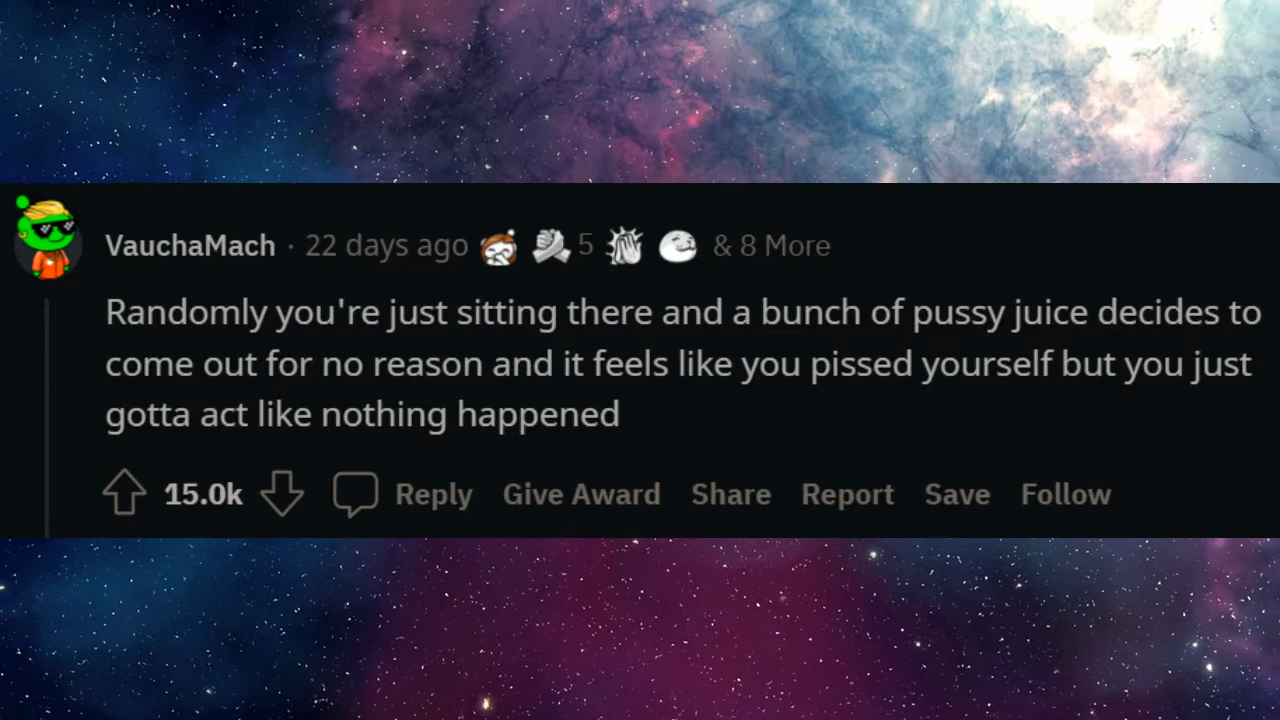 VauchaMach · 22 days ago 5 & 8 More
Randomly you're just sitting there and a bunch of pussy juice decides to
come out for no reason and it feels like you pissed yourself but you just
gotta act like nothing happened
15.0k Reply Give Award Share Report Save Follow